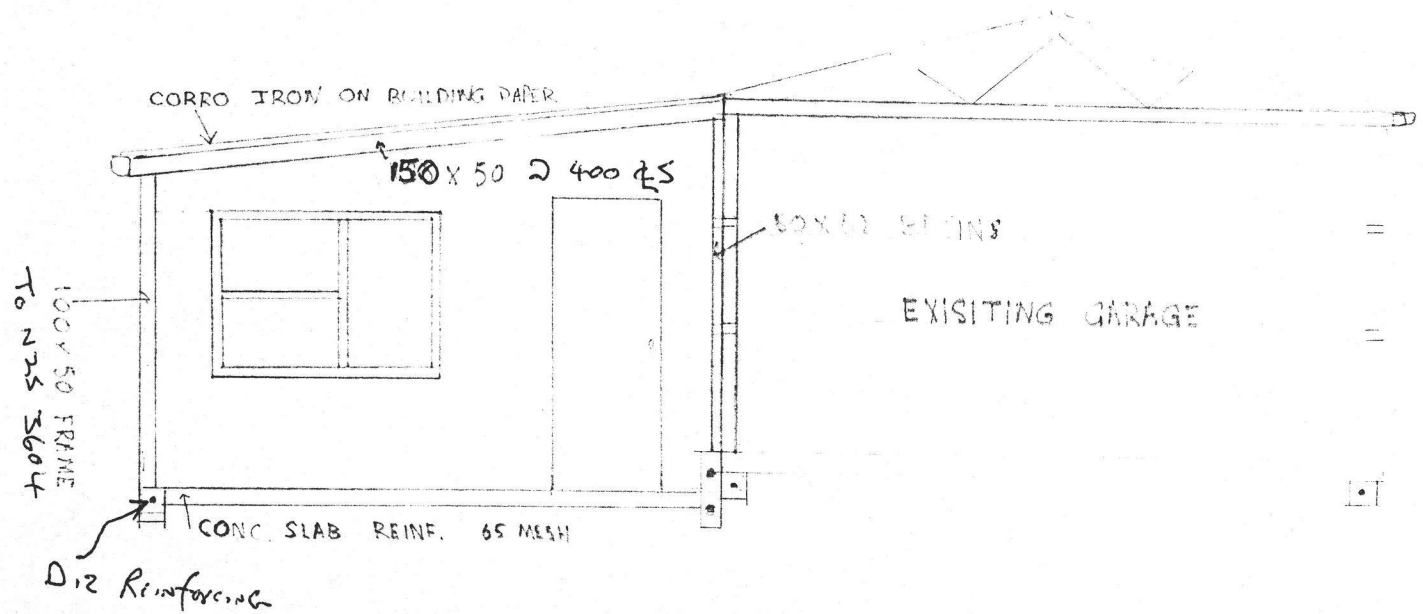 CORRO IRON ON BUILDING PAPER
150 X 50 @ 400 ℄S
EXISITING GARAGE
100 x 50 FRAME
TO NZS 3604
CONC. SLAB REINF. 65 MESH
D12 REINFORCING